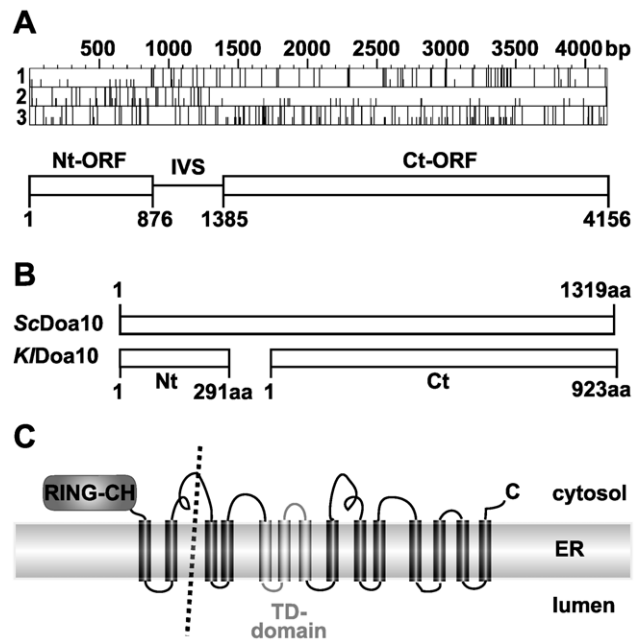 A
500 1000 1500 2000 2500 3000 3500 4000 bp
1
2
3
Nt-ORF IVS Ct-ORF
1 876 1385 4156
B
1 1319aa
ScDoa10
KlDoa10
1 Nt 291aa 1 Ct 923aa
C
RING-CH C cytosol
ER
TD-domain lumen